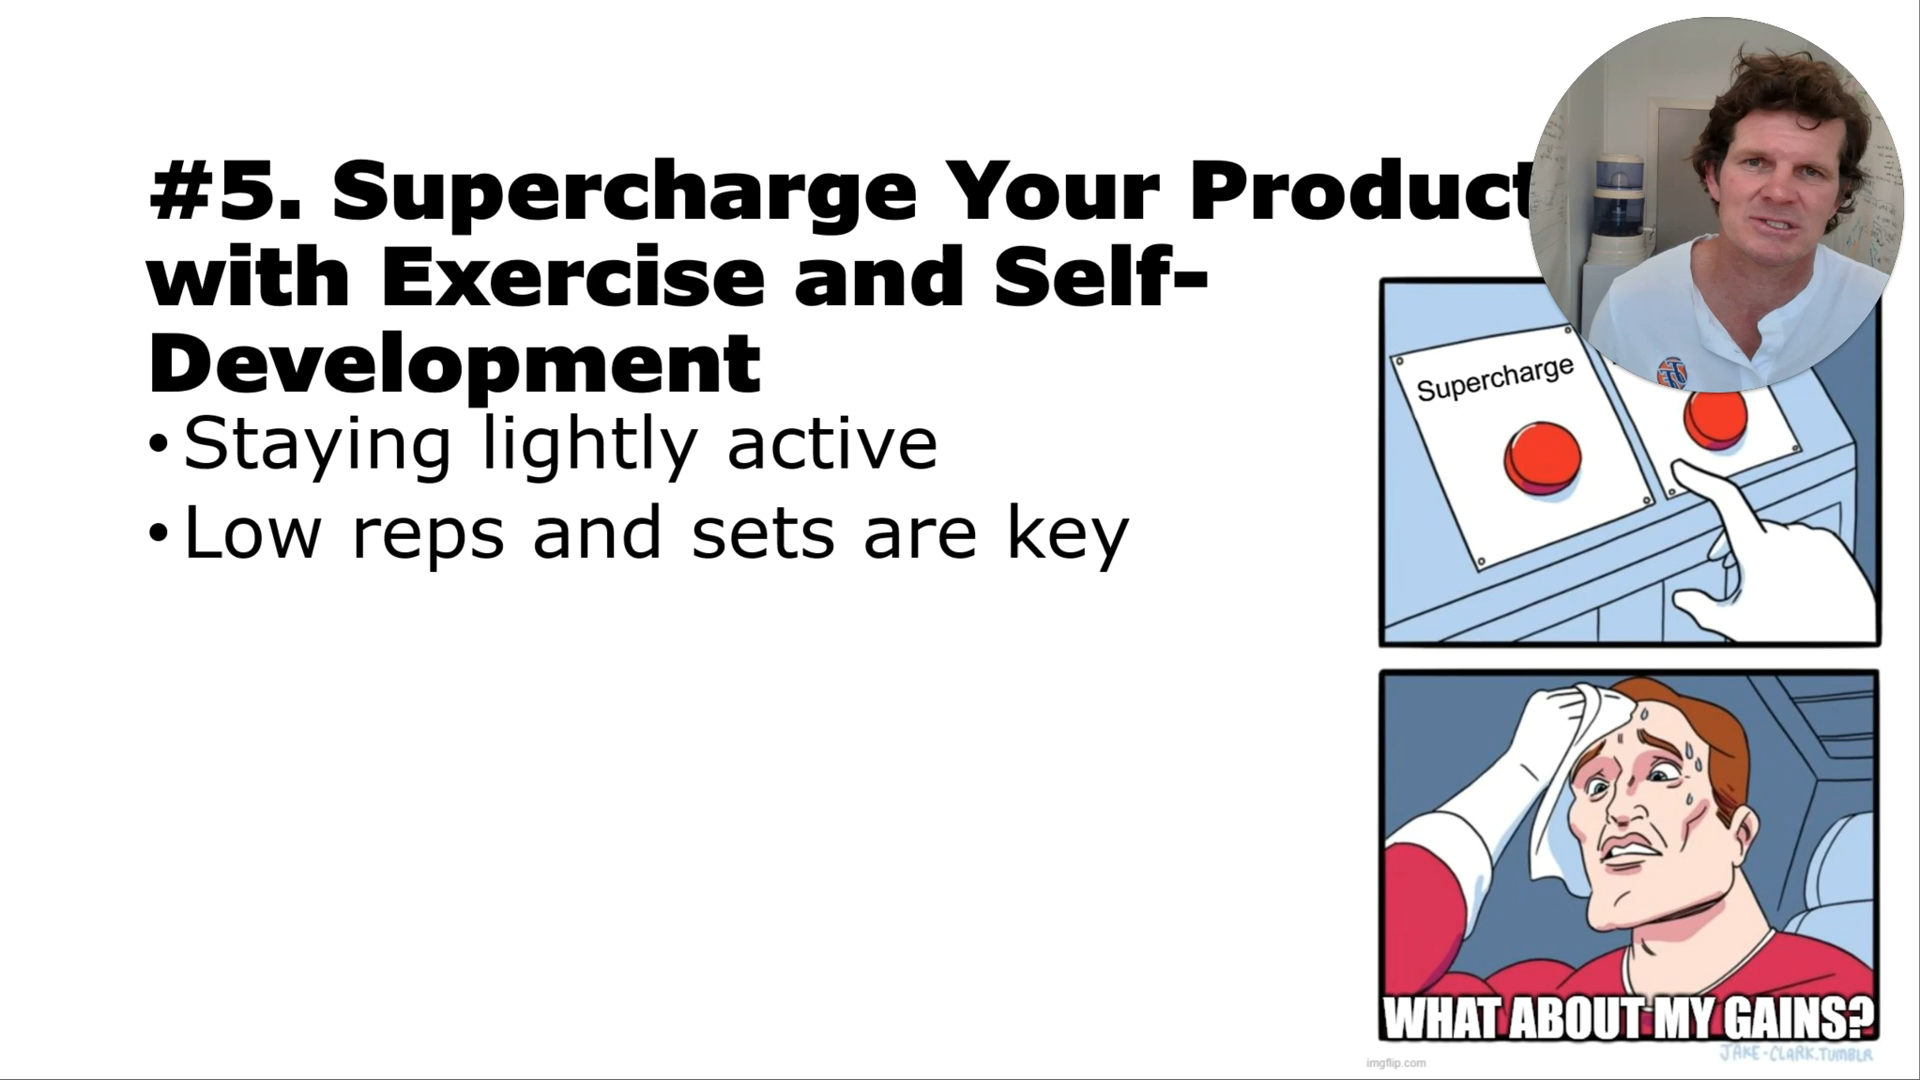 #5. Supercharge Your Product
with Exercise and Self-
Development
• Staying lightly active
• Low reps and sets are key
Supercharge
WHAT ABOUT MY GAINS?
JAKE-CLARK.TUMBLR
imgflip.com